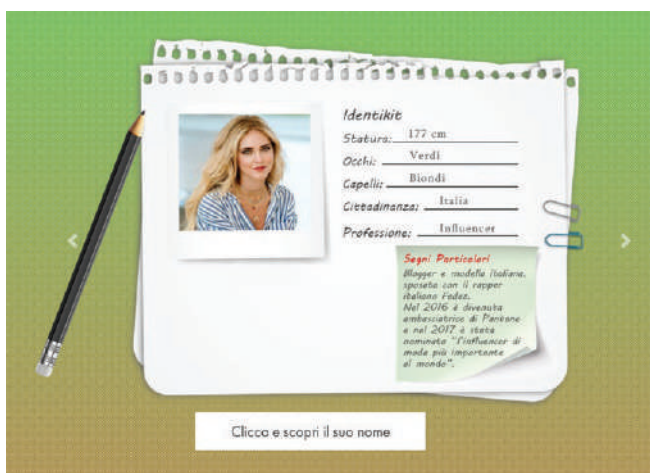 Identikit
Statura: 177 cm
Occhi: Verdi
Capelli: Biondi
Cittadinanza: Italia
Professione: Influencer
Segni Particolari
Blogger e modella italiana,
sposata con il rapper
italiano Fedez.
Nel 2016 è divenuta
ambasciatrice di Pantene
e nel 2017 è stata
nominata "l'influencer di
moda più importante
al mondo".
Clicca e scopri il suo nome